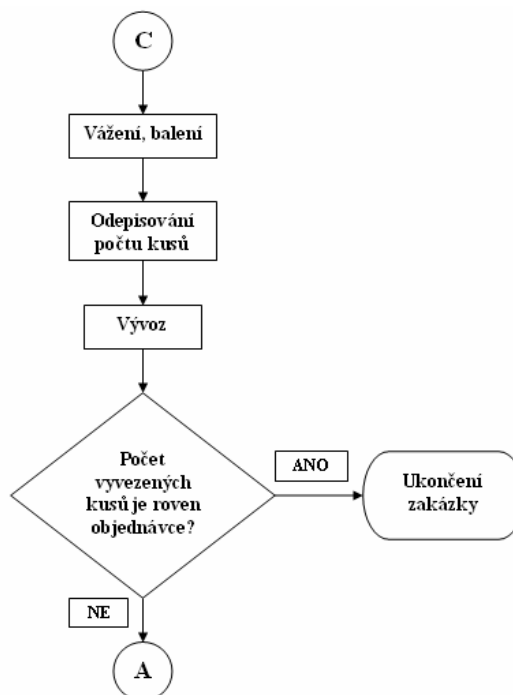 C
Vážení, balení
Odepisování
počtu kusů
Vývoz
Počet
vyvezených
kusů je roven
objednávce?
ANO
Ukončení
zakázky
NE
A